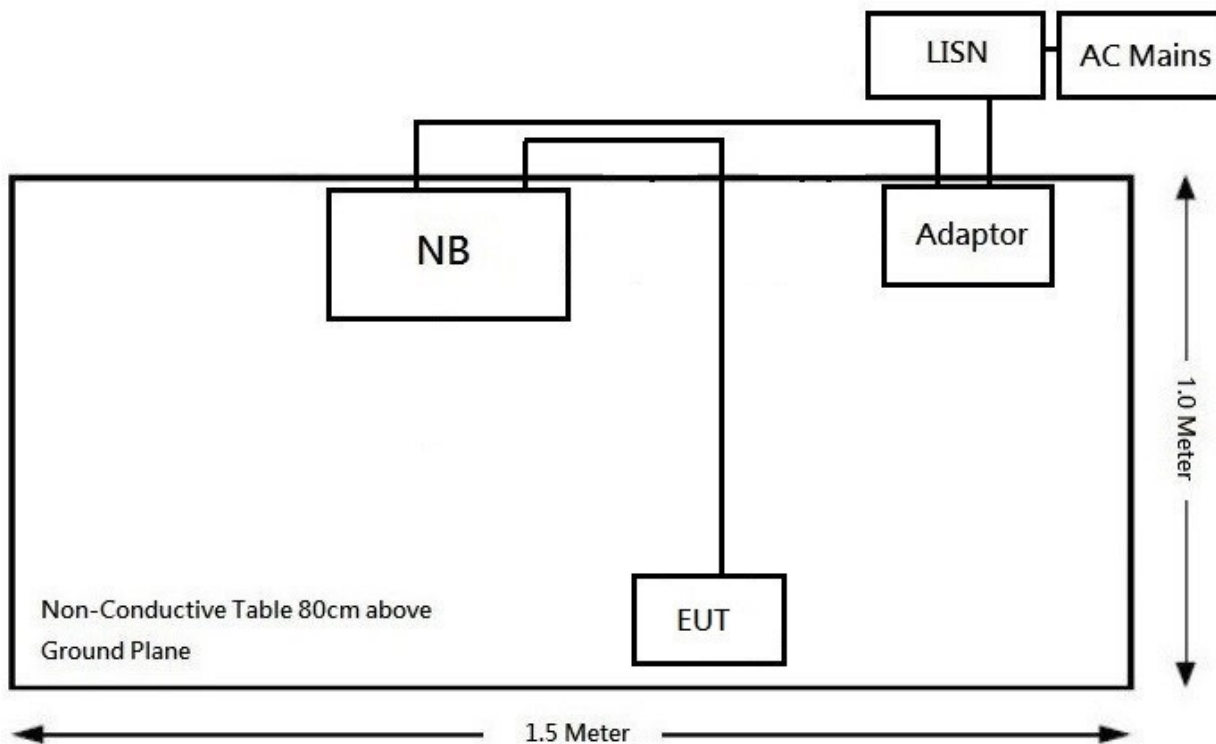 LISN
AC Mains
NB
Adaptor
1.0 Meter
EUT
Non-Conductive Table 80cm above
Ground Plane
1.5 Meter